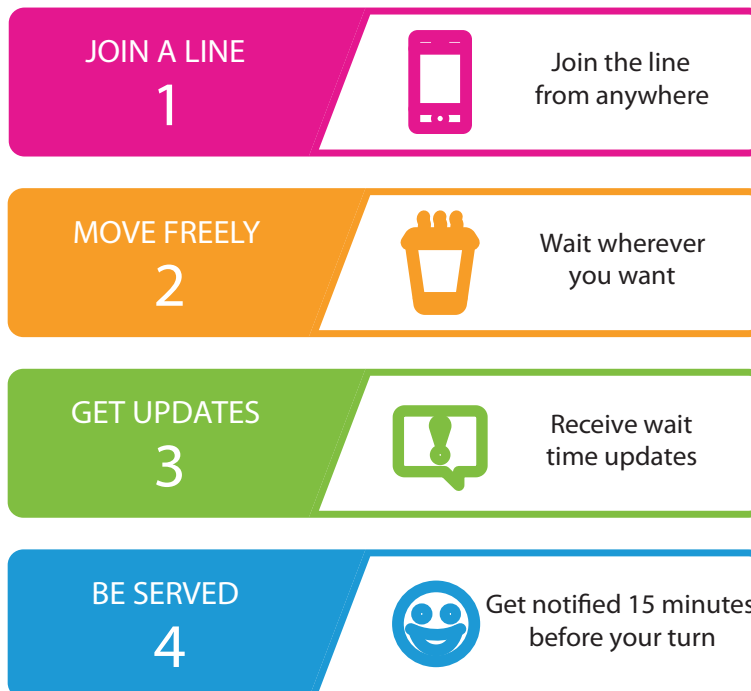 JOIN A LINE
1
Join the line
from anywhere
MOVE FREELY
2
Wait wherever
you want
GET UPDATES
3
Receive wait
time updates
BE SERVED
4
Get notified 15 minutes
before your turn